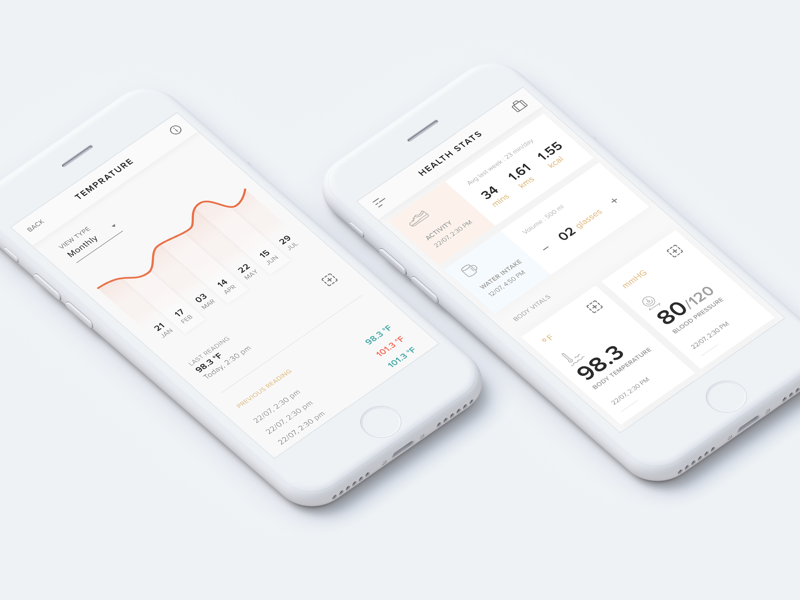 TEMPRATURE
BACK
VIEW TYPE
Monthly
21 17 03 14 22 15 29
JAN FEB MAR APR MAY JUN JUL
LAST READING
98.3 °F
Today, 2:30 pm
PREVIOUS READING
22/07, 2:30 pm 98.3 °F
22/07, 2:30 pm 101.3 °F
22/07, 2:30 pm 101.3 °F
HEALTH STATS
Avg last week . 23 min/day
34 1.61 1.55
mins kms kcal
ACTIVITY
22/07, 2:30 PM
Volume . 500 ml
− 02 glasses +
WATER INTAKE
12/07, 4:50 PM
BODY VITALS
°F
98.3
BODY TEMPERATURE
22/07, 2:30 PM
mmHG
80/120
BLOOD PRESSURE
22/07, 2:30 PM